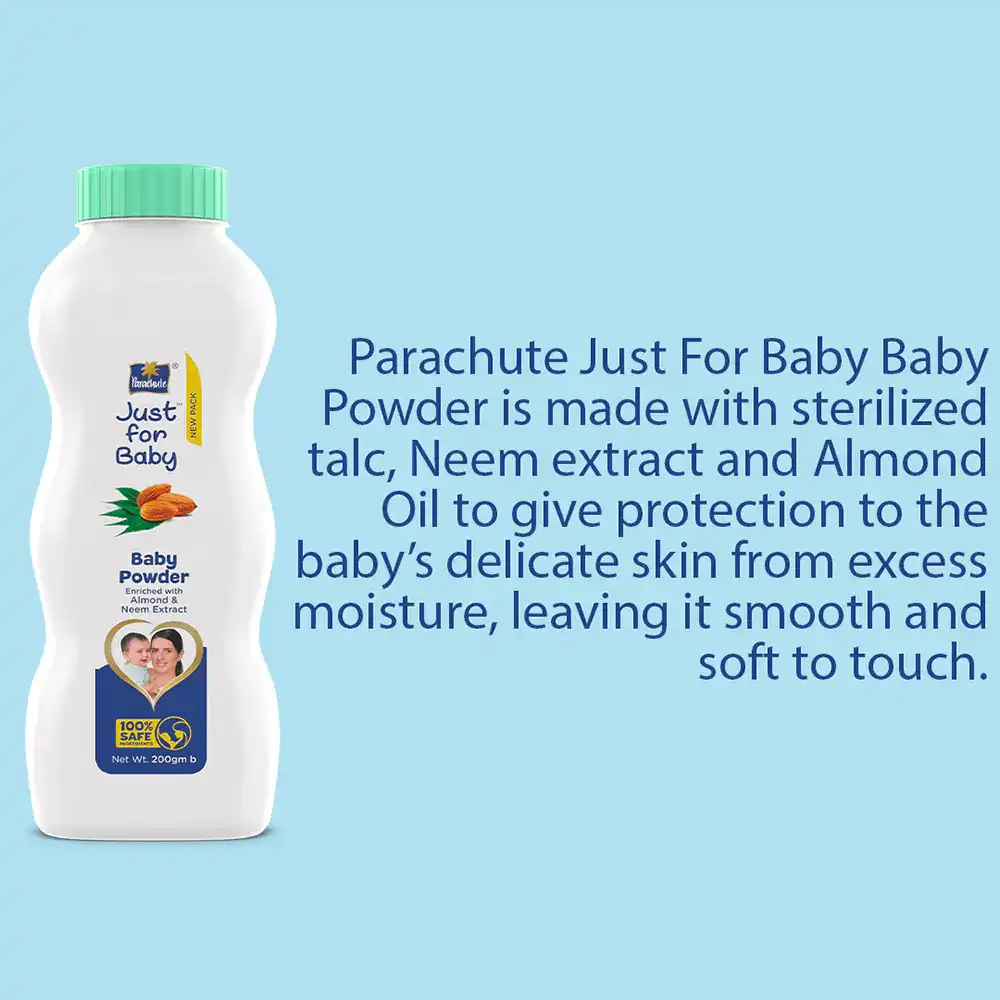 Parachute
®
Just™
for
Baby
NEW PACK
Baby
Powder
Enriched with
Almond &
Neem Extract
100%
SAFE
INGREDIENTS
Net Wt. 200gm b
Parachute Just For Baby Baby
Powder is made with sterilized
talc, Neem extract and Almond
Oil to give protection to the
baby’s delicate skin from excess
moisture, leaving it smooth and
soft to touch.